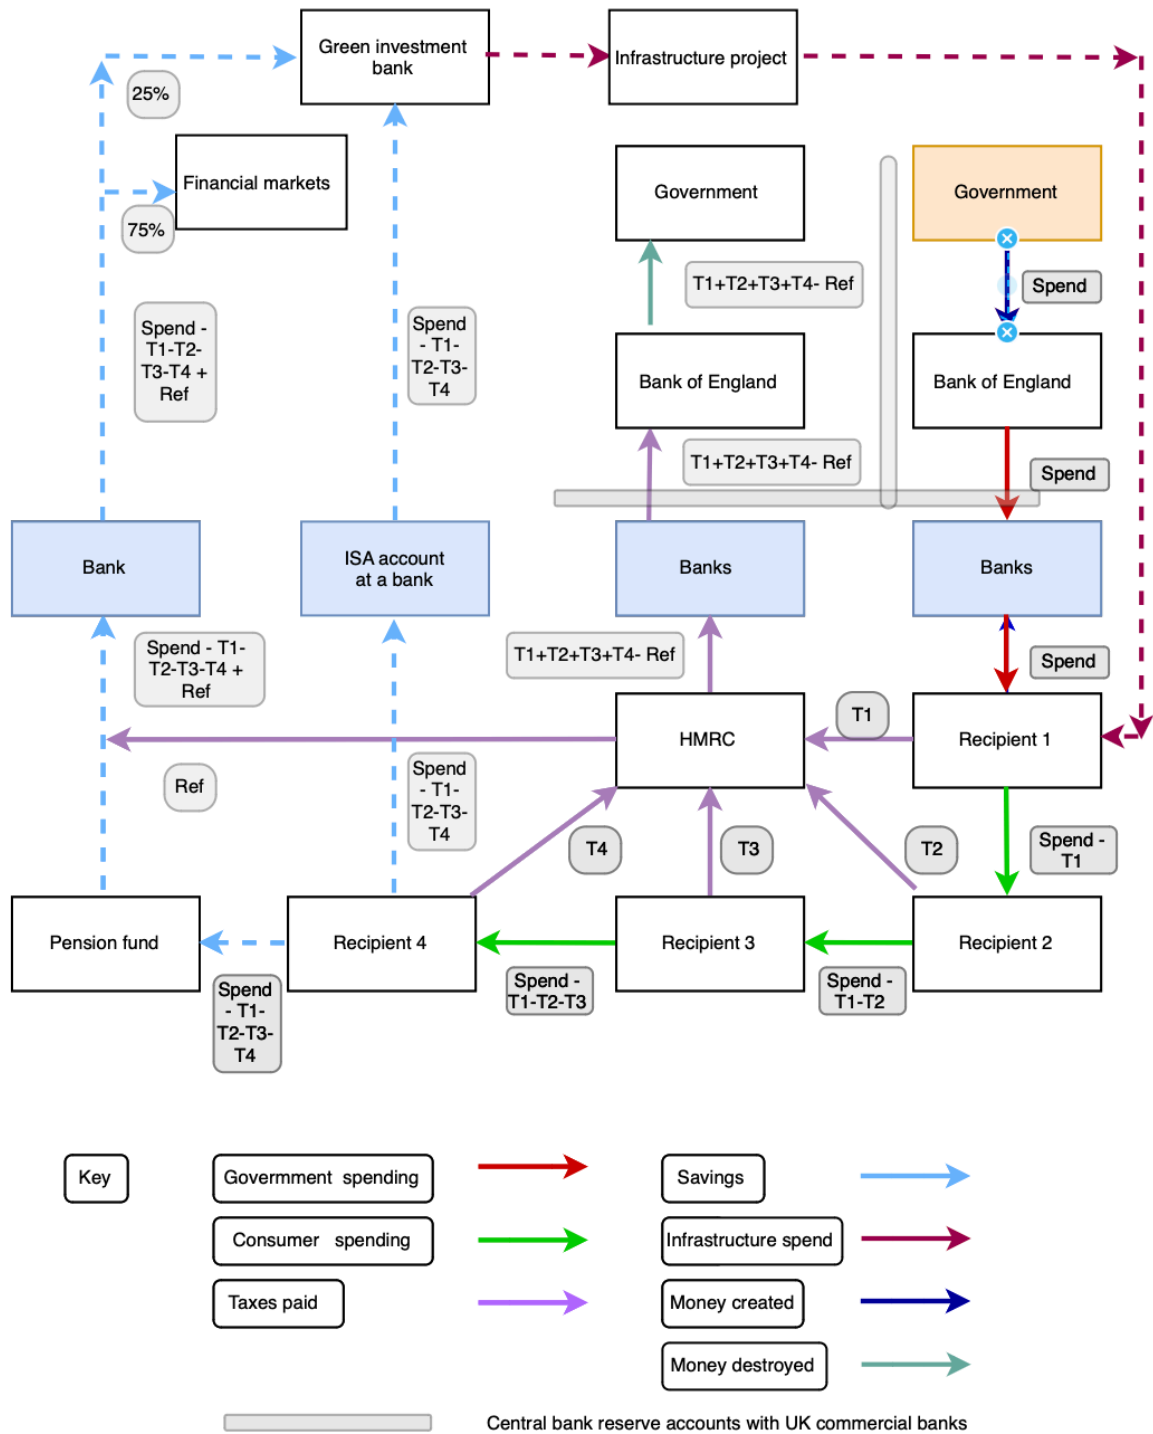 Green investment
bank
Infrastructure project
25%
Financial markets
75%
Government
Government
T1+T2+T3+T4- Ref
Spend
Spend -
T1-T2-
T3-T4 +
Ref
Spend
- T1-
T2-T3-
T4
Bank of England
Bank of England
T1+T2+T3+T4- Ref
Spend
Bank
ISA account
at a bank
Banks
Banks
Spend - T1-
T2-T3-T4 +
Ref
T1+T2+T3+T4- Ref
Spend
T1
HMRC
Recipient 1
Ref
Spend
- T1-
T2-T3-
T4
T4
T3
T2
Spend -
T1
Pension fund
Recipient 4
Recipient 3
Recipient 2
Spend
- T1-
T2-T3-
T4
Spend -
T1-T2-T3
Spend -
T1-T2
Key
Govermment spending
Savings
Consumer spending
Infrastructure spend
Taxes paid
Money created
Money destroyed
Central bank reserve accounts with UK commercial banks